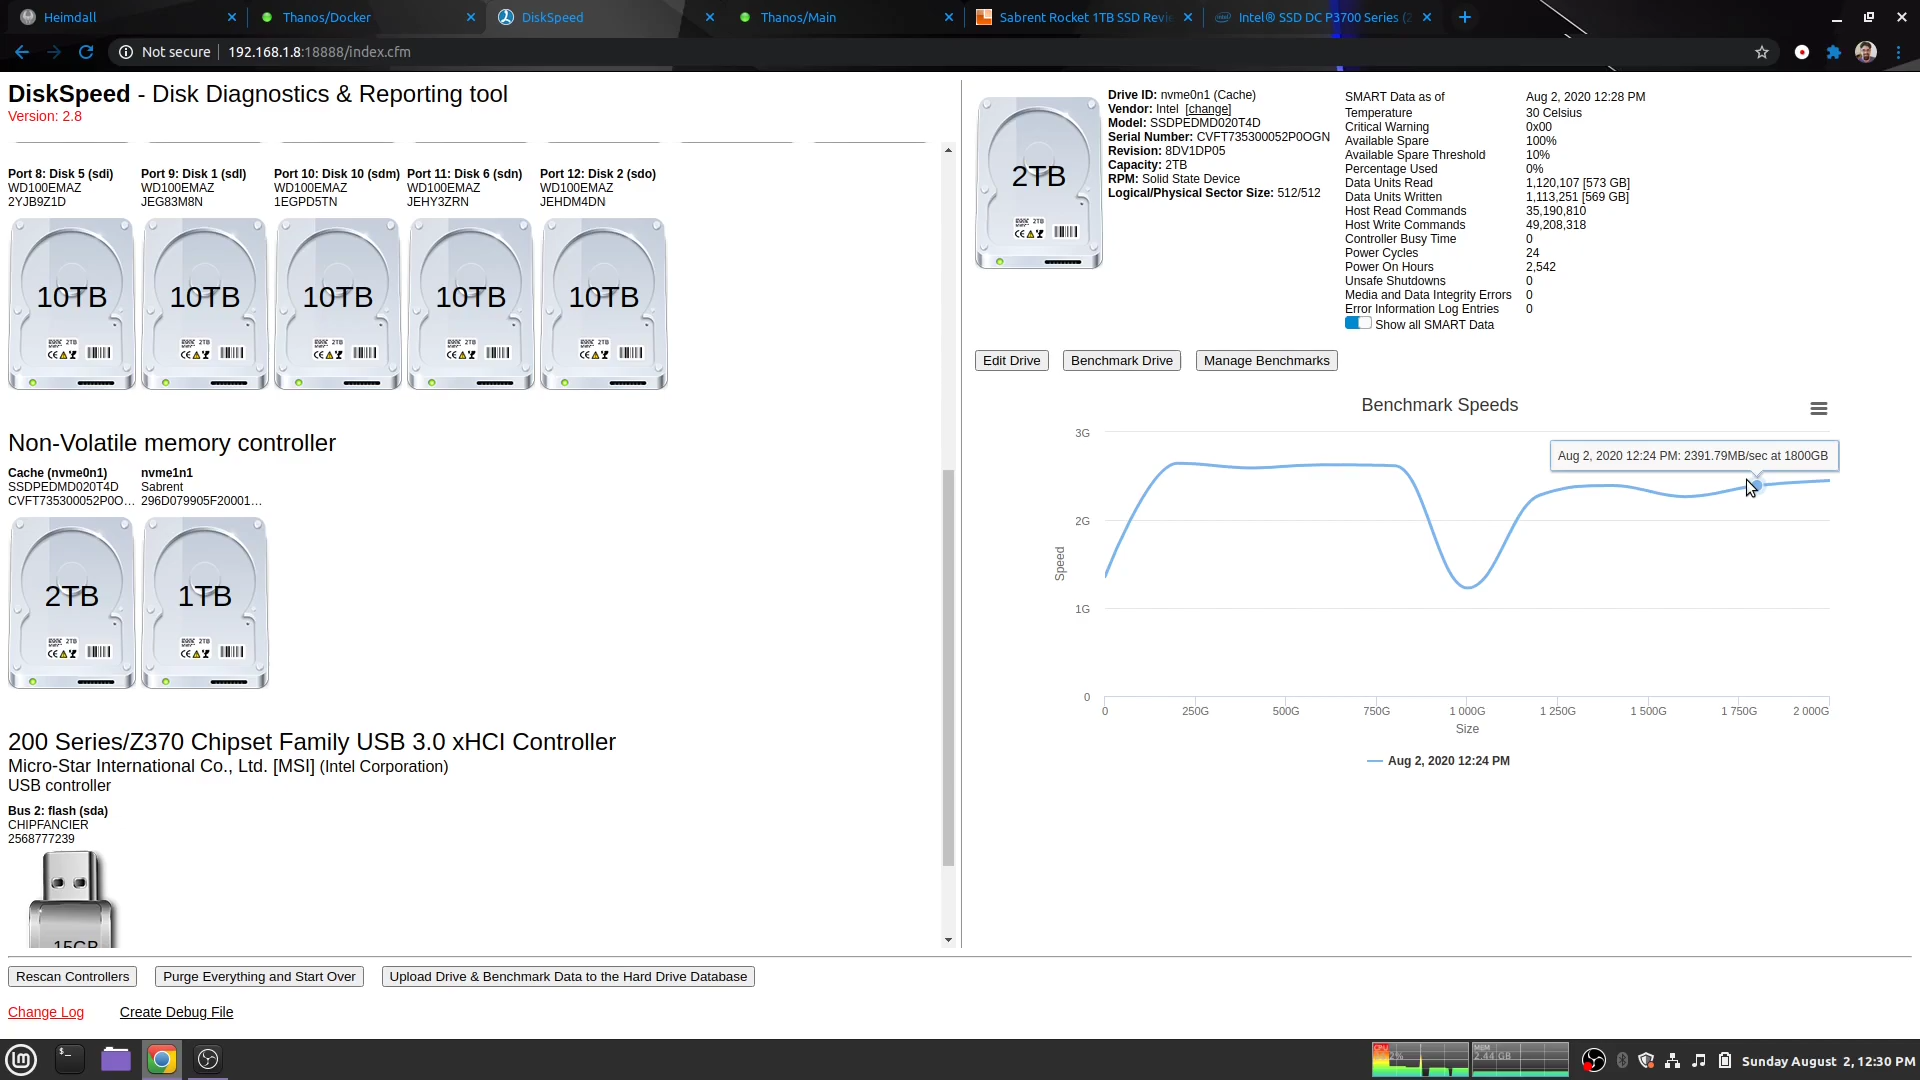 Heimdall
Thanos/Docker
DiskSpeed
Thanos/Main
Sabrent Rocket 1TB SSD Revi
Intel® SSD DC P3700 Series (2
Not secure
192.168.1.8:18888/index.cfm
DiskSpeed - Disk Diagnostics & Reporting tool
Version: 2.8
Port 8: Disk 5 (sdi)
WD100EMAZ
2YJB9Z1D
10TB
Port 9: Disk 1 (sdl)
WD100EMAZ
JEG83M8N
10TB
Port 10: Disk 10 (sdm)
WD100EMAZ
1EGPD5TN
10TB
Port 11: Disk 6 (sdn)
WD100EMAZ
JEHY3ZRN
10TB
Port 12: Disk 2 (sdo)
WD100EMAZ
JEHDM4DN
10TB
Non-Volatile memory controller
Cache (nvme0n1)
SSDPEDMD020T4D
CVFT735300052P0O…
2TB
nvme1n1
Sabrent
296D079905F20001…
1TB
200 Series/Z370 Chipset Family USB 3.0 xHCI Controller
Micro-Star International Co., Ltd. [MSI] (Intel Corporation)
USB controller
Bus 2: flash (sda)
CHIPFANCIER
2568777239
15GB
Rescan Controllers
Purge Everything and Start Over
Upload Drive & Benchmark Data to the Hard Drive Database
Change Log
Create Debug File
2TB
Drive ID: nvme0n1 (Cache)
Vendor: Intel [change]
Model: SSDPEDMD020T4D
Serial Number: CVFT735300052P0OGN
Revision: 8DV1DP05
Capacity: 2TB
RPM: Solid State Device
Logical/Physical Sector Size: 512/512
SMART Data as of Aug 2, 2020 12:28 PM
Temperature 30 Celsius
Critical Warning 0x00
Available Spare 100%
Available Spare Threshold 10%
Percentage Used 0%
Data Units Read 1,120,107 [573 GB]
Data Units Written 1,113,251 [569 GB]
Host Read Commands 35,190,810
Host Write Commands 49,208,318
Controller Busy Time 0
Power Cycles 24
Power On Hours 2,542
Unsafe Shutdowns 0
Media and Data Integrity Errors 0
Error Information Log Entries 0
Show all SMART Data
Edit Drive
Benchmark Drive
Manage Benchmarks
Benchmark Speeds
Aug 2, 2020 12:24 PM: 2391.79MB/sec at 1800GB
3G
2G
1G
0
Speed
0 250G 500G 750G 1 000G 1 250G 1 500G 1 750G 2 000G
Size
Aug 2, 2020 12:24 PM
CPU
MEM
2.44 GB
Sunday August 2, 12:30 PM